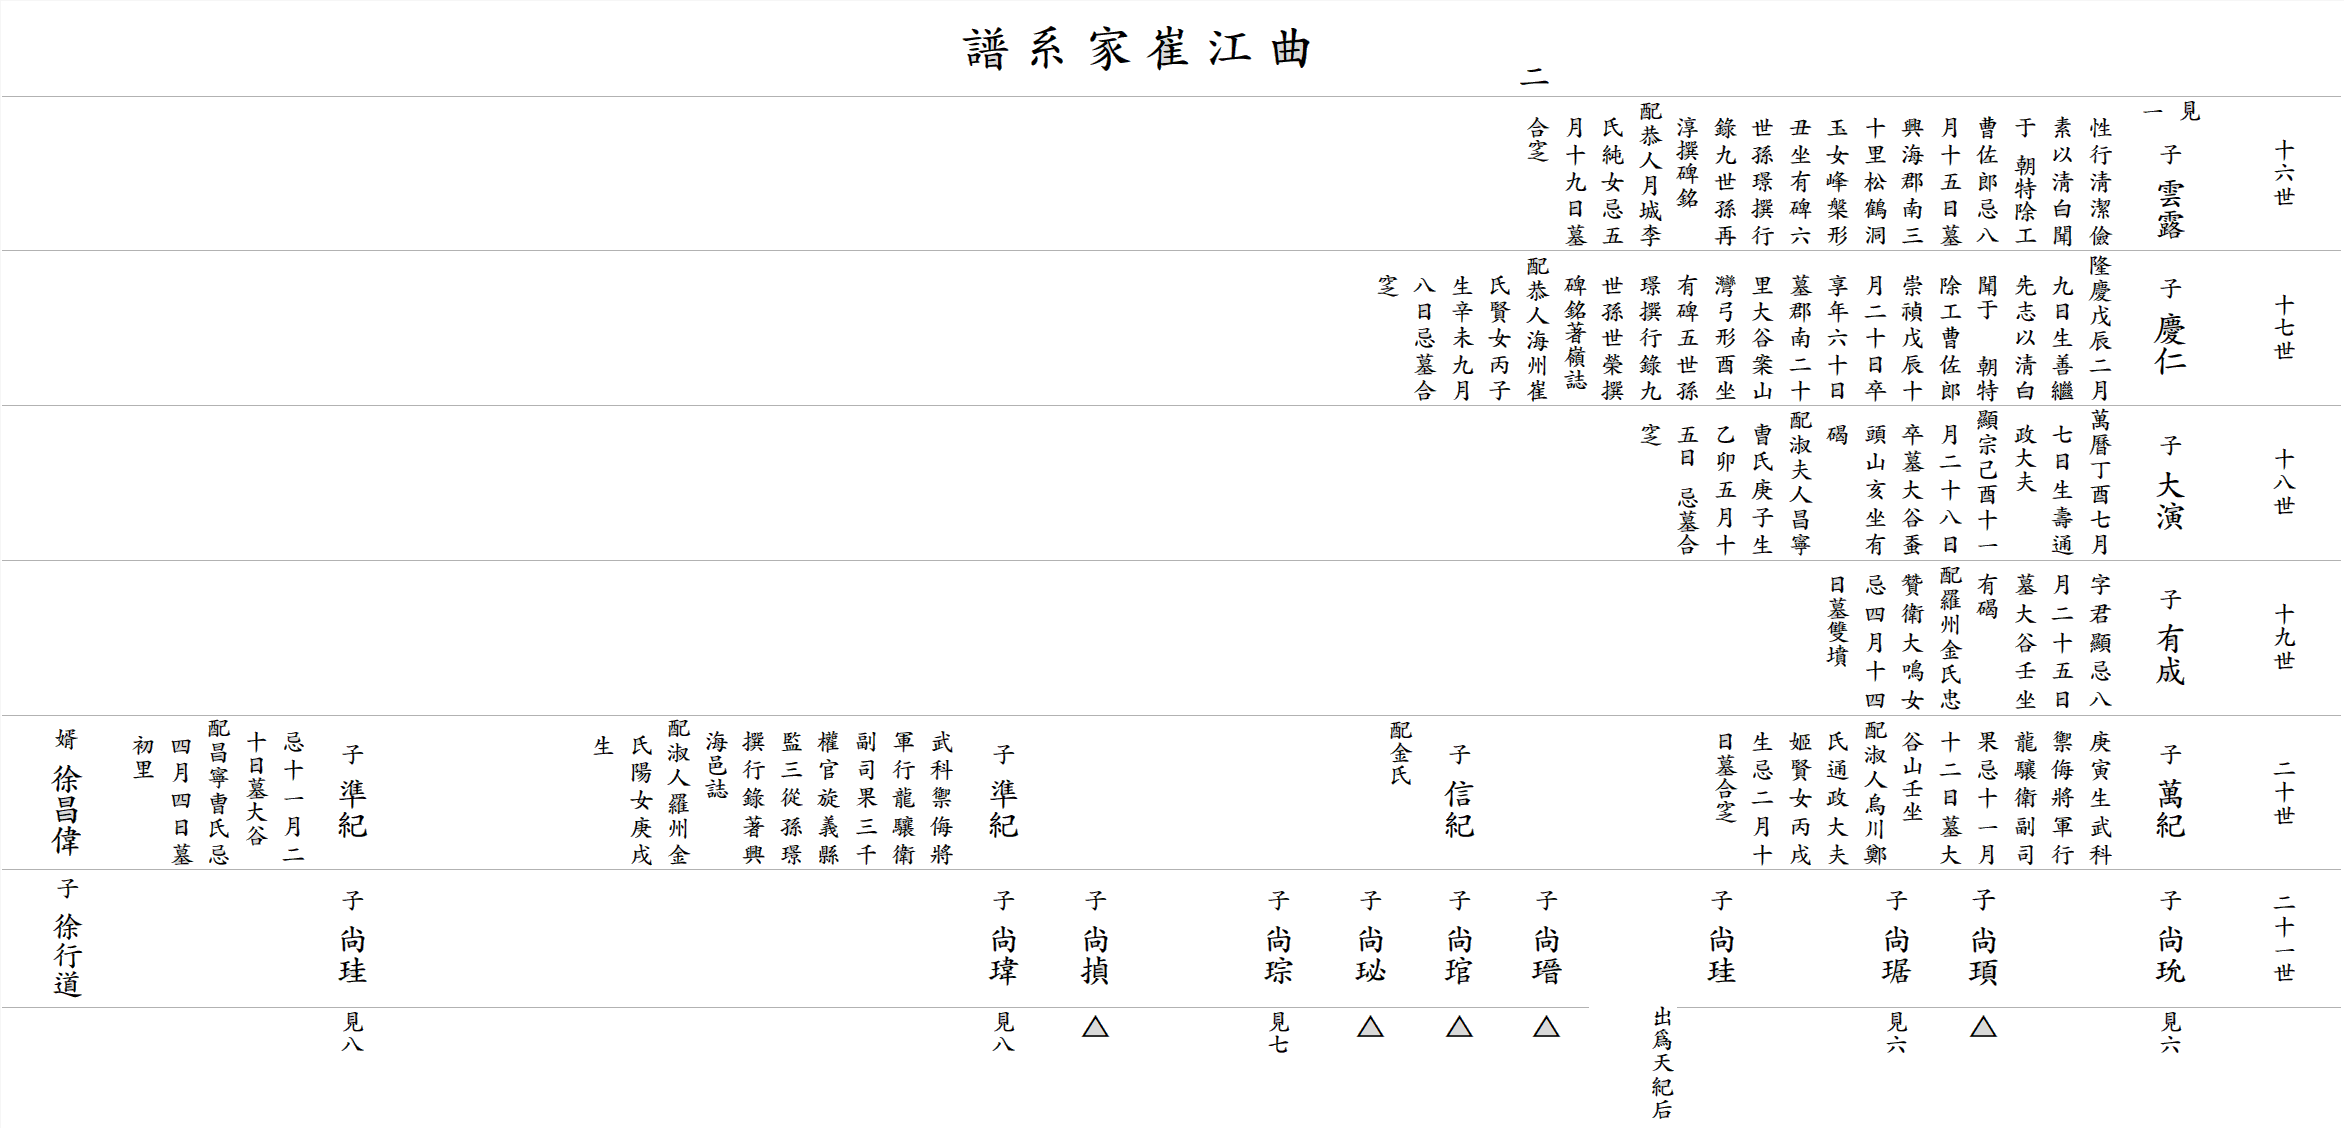 曲江崔家系譜
二
十六世
見一
子 雲露
性行清潔儉
素以清白聞
于 朝特除工
曹佐郎忌八
月十五日墓
興海郡南三
十里松鶴洞
玉女峰槃形
丑坐有碑六
世孫璟撰行
錄九世孫再
淳撰碑銘
配恭人月城李
氏純女忌五
月十九日墓
合窆
十七世
子 慶仁
隆慶戊辰二月
九日生善繼
先志以清白
聞于 朝特
除工曹佐郎
崇禎戊辰十
月二十日卒
享年六十日
墓郡南二十
里大谷案山
灣弓形酉坐
有碑五世孫
璟撰行錄九
世孫世榮撰
碑銘著嶺誌
配恭人海州崔
氏賢女丙子
生辛未九月
八日忌墓合
窆
十八世
子 大演
萬曆丁酉七月
七日生壽通
政大夫
顯宗己酉十一
月二十八日
卒墓大谷蚕
頭山亥坐有
碣
配淑夫人昌寧
曹氏庚子生
乙卯五月十
五日 忌墓合
窆
十九世
子 有成
字君顯忌八
月二十五日
墓大谷壬坐
有碣
配羅州金氏忠
贊衛大鳴女
忌四月十四
日墓雙墳
二十世
子 萬紀
庚寅生武科
禦侮將軍行
龍驤衛副司
果忌十一月
十二日墓大
谷山壬坐
配淑人烏川鄭
氏通政大夫
姬賢女丙戌
生忌二月十
日墓合窆
子 信紀
配金氏
子 準紀
武科禦侮將
軍行龍驤衛
副司果三千
權官旋義縣
監三從孫璟
撰行錄著興
海邑誌
配淑人羅州金
氏陽女庚戌
生
子 準紀
忌十一月二
十日墓大谷
配昌寧曹氏忌
四月四日墓
初里
婿 徐昌偉
二十一世
子 尚玧
見六
子 尚頊
△
子 尚琚
見六
子 尚珪
出爲天紀后
子 尚瑨
△
子 尚琯
△
子 尚珌
△
子 尚琮
見七
子 尚楨
△
子 尚瑋
見八
子 尚珪
見八
子 徐行道